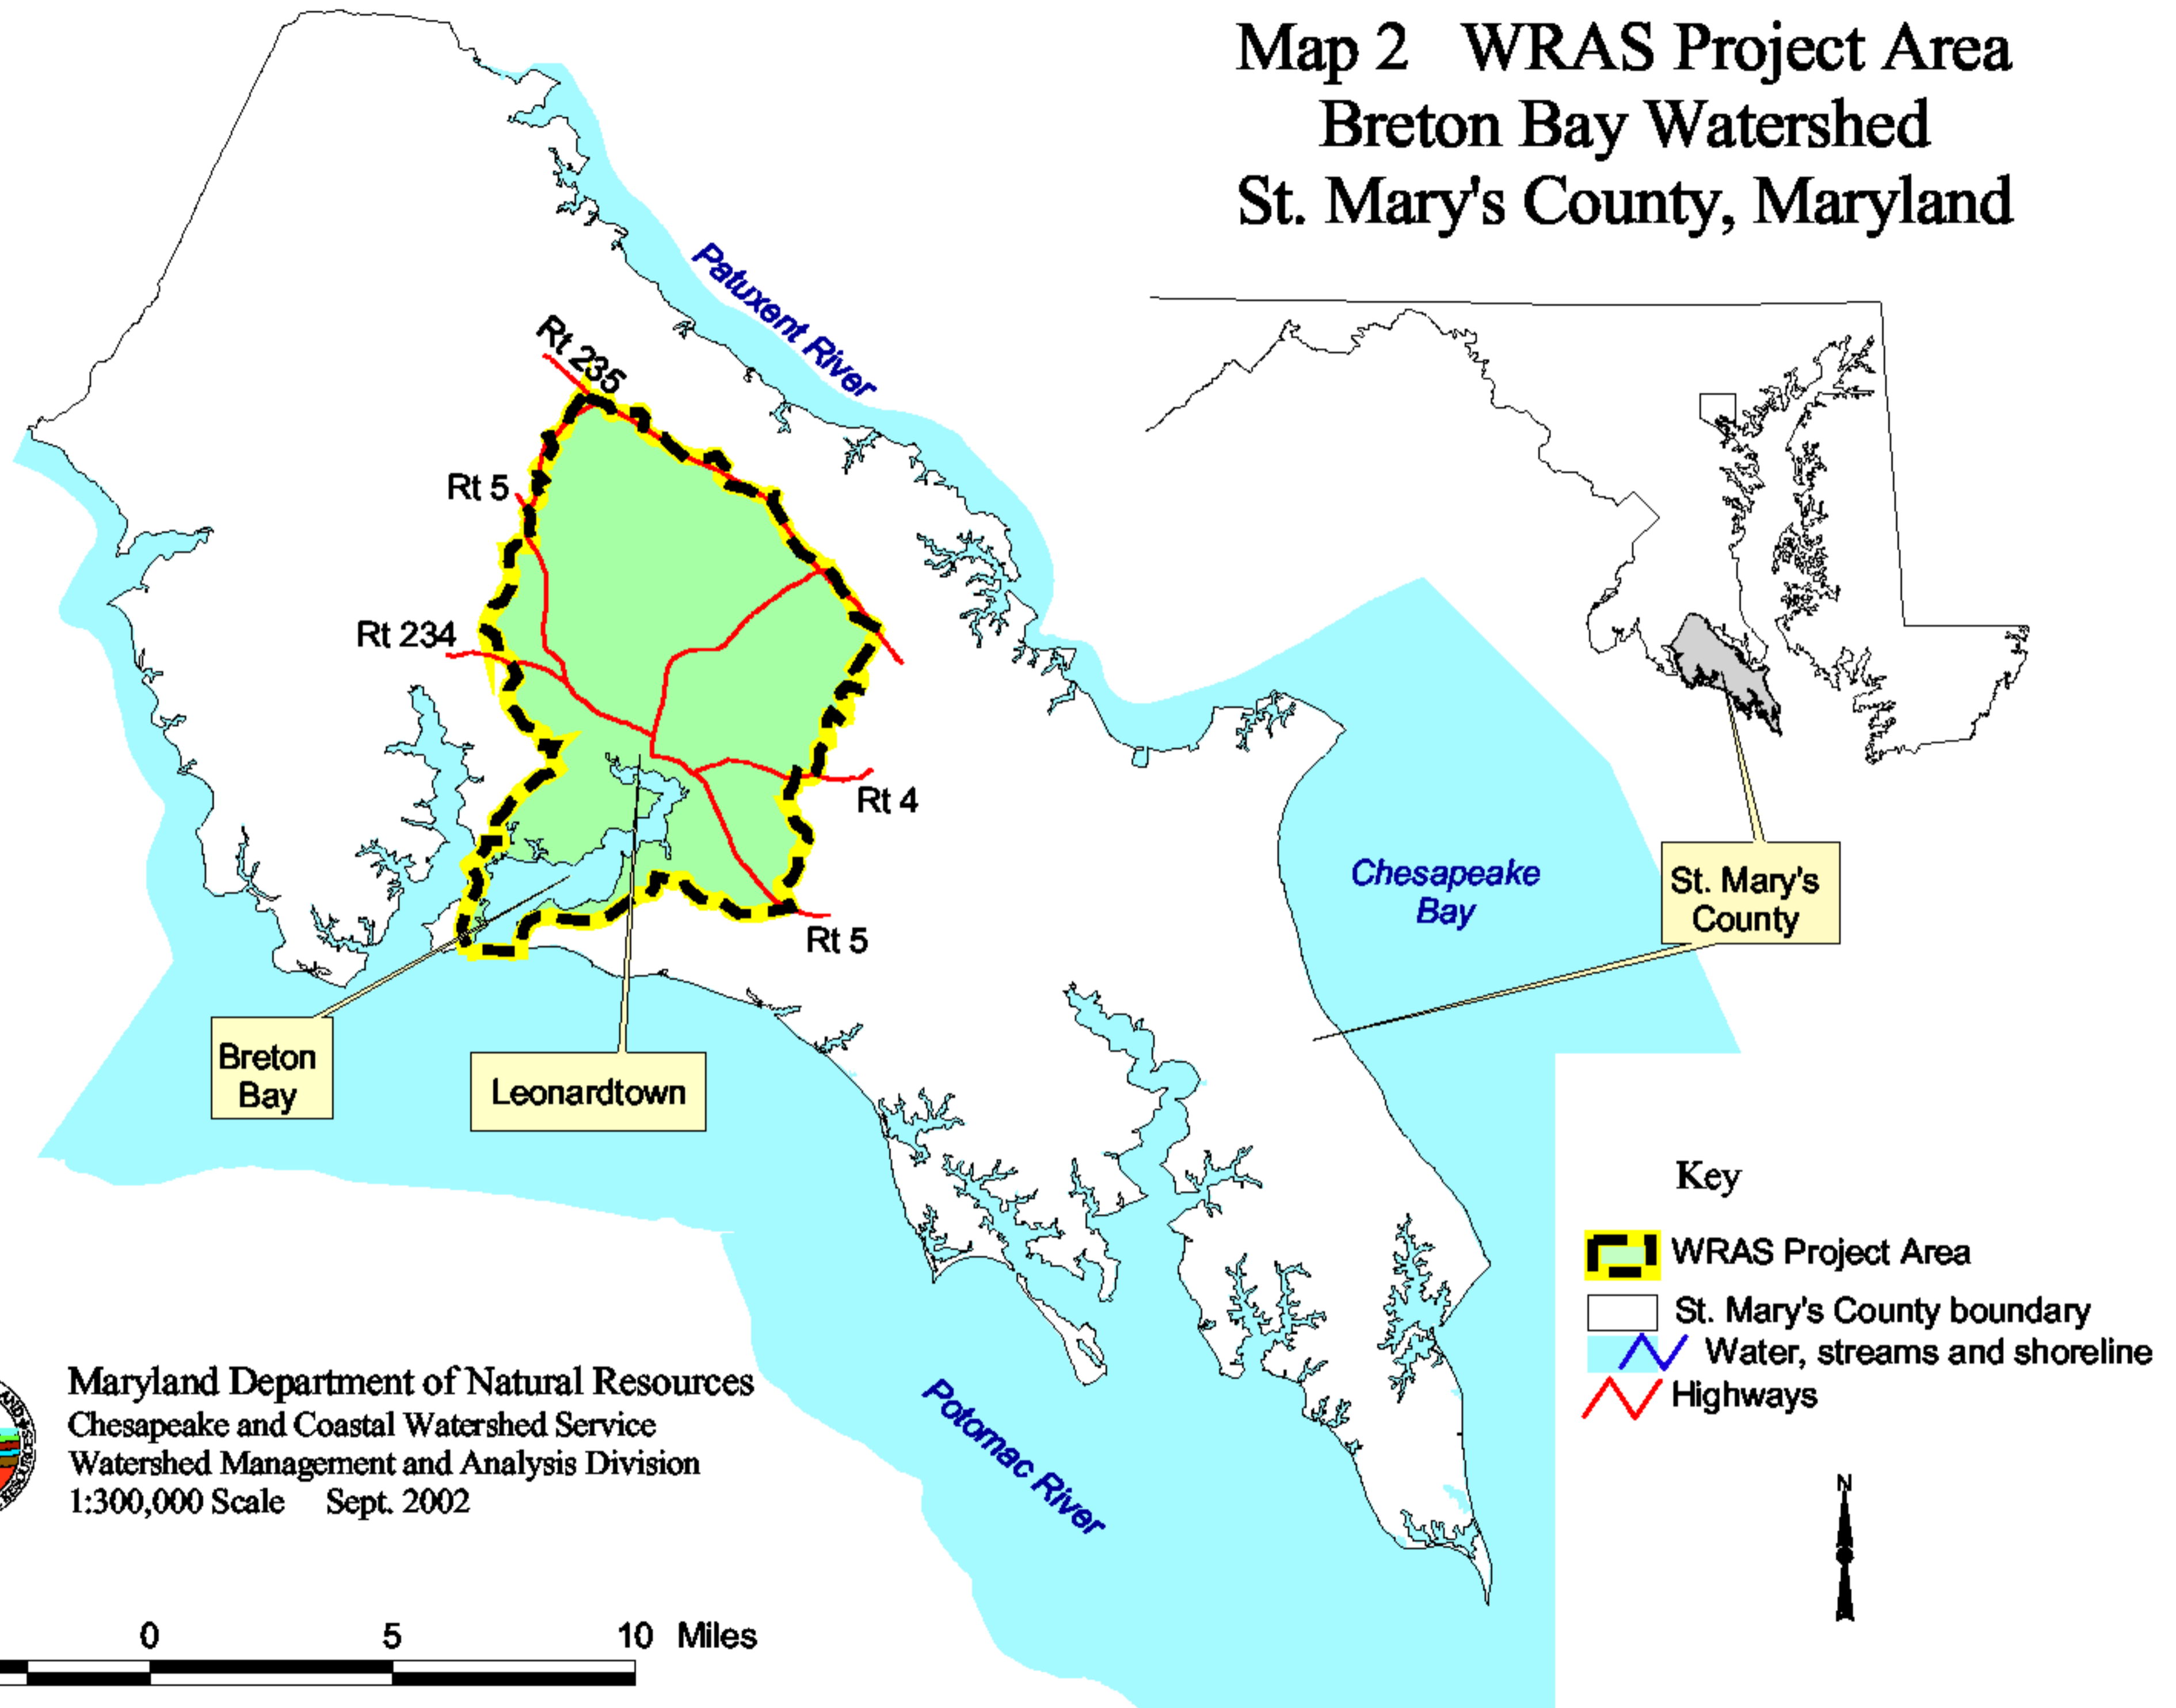 Map 2 WRAS Project Area
Breton Bay Watershed
St. Mary's County, Maryland
Patuxent River
Rt 235
Rt 5
Rt 234
Rt 4
Rt 5
Chesapeake
Bay
St. Mary's
County
Breton
Bay
Leonardtown
Potomac River
Key
WRAS Project Area
St. Mary's County boundary
Water, streams and shoreline
Highways
N
Maryland Department of Natural Resources
Chesapeake and Coastal Watershed Service
Watershed Management and Analysis Division
1:300,000 Scale Sept. 2002
0 5 10 Miles